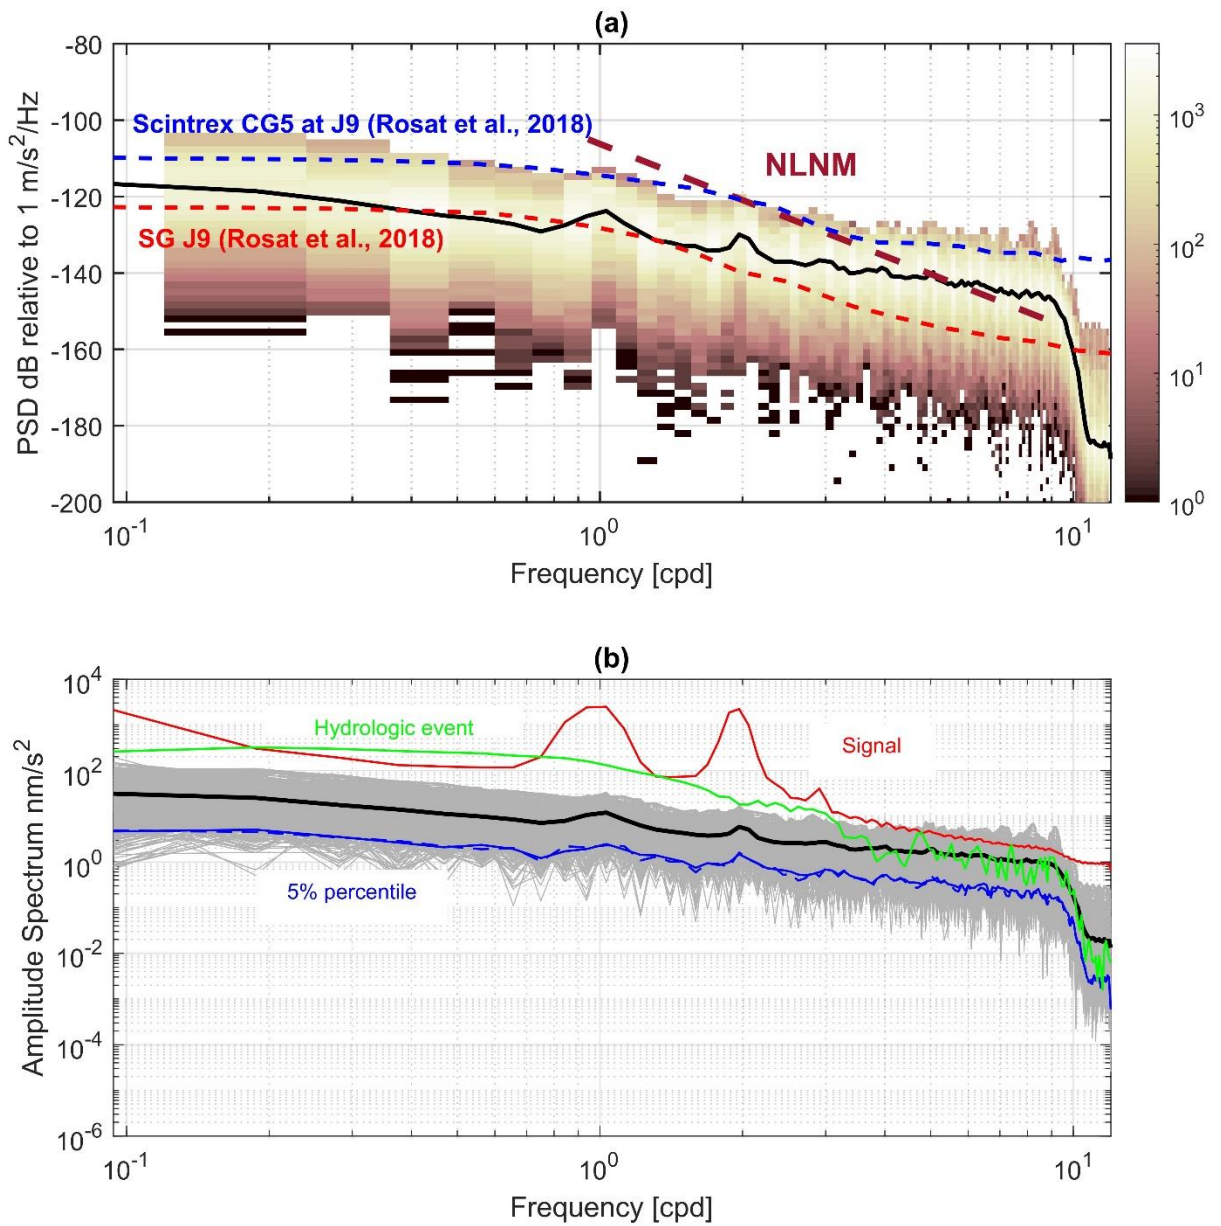 (a)
-80
-100
-120
-140
-160
-180
-200
PSD dB relative to 1 m/s²/Hz
Scintrex CG5 at J9 (Rosat et al., 2018)
NLNM
SG J9 (Rosat et al., 2018)
10³
10²
10¹
10⁰
10⁻¹ 10⁰ 10¹
Frequency [cpd]
(b)
10⁴
10²
10⁰
10⁻²
10⁻⁴
10⁻⁶
Amplitude Spectrum nm/s²
Hydrologic event
Signal
5% percentile
10⁻¹ 10⁰ 10¹
Frequency [cpd]